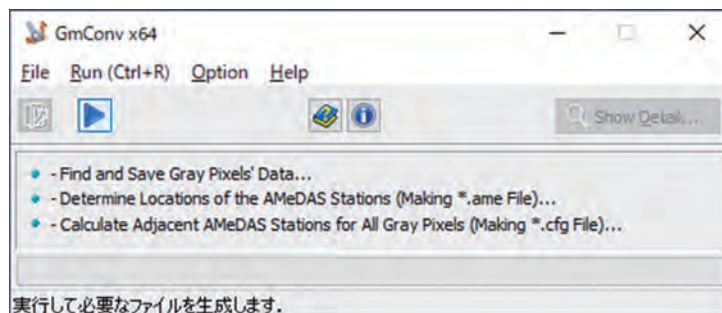 GmConv x64
File Run (Ctrl+R) Option Help
Show Detail...
- Find and Save Gray Pixels' Data...
- Determine Locations of the AMeDAS Stations (Making *.ame File)...
- Calculate Adjacent AMeDAS Stations for All Gray Pixels (Making *.cfg File)...
実行して必要なファイルを生成します.